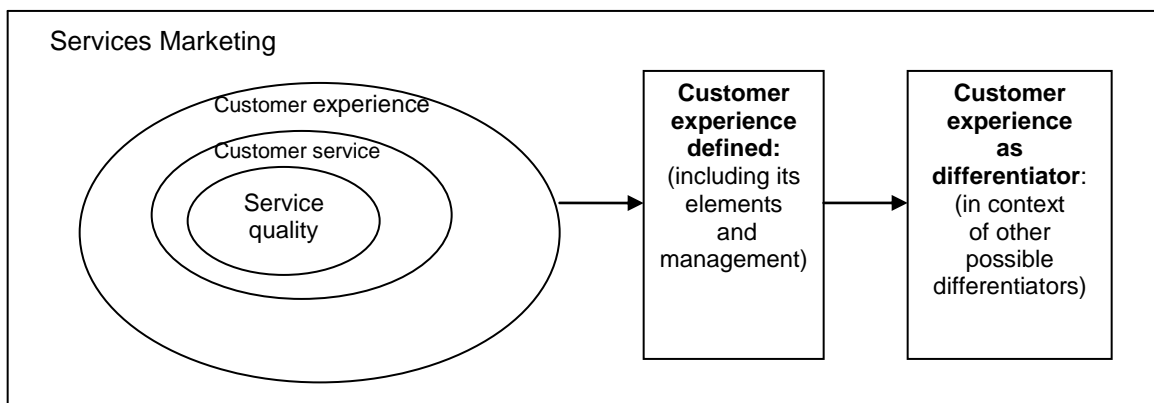 Services Marketing
Customer experience
Customer service
Service
quality
Customer
experience
defined:
(including its
elements
and
management)
Customer
experience
as
differentiator:
(in context
of other
possible
differentiators)